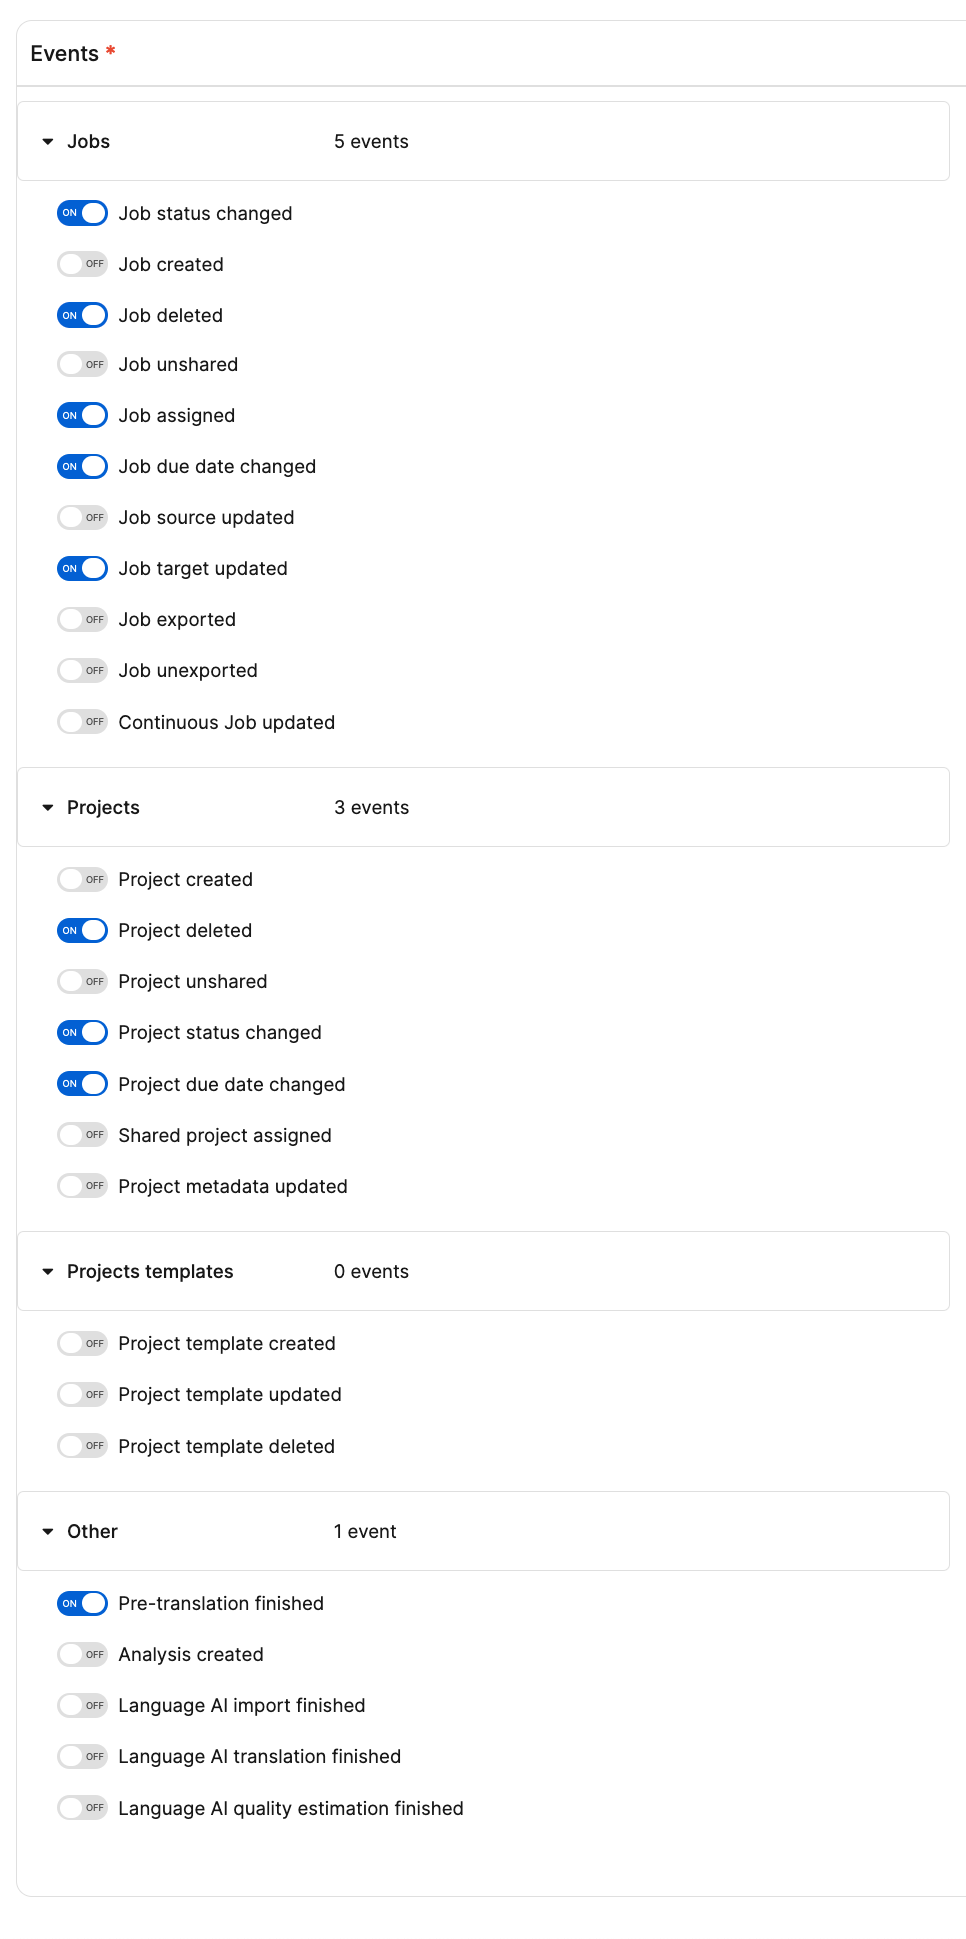 Events *
Jobs 5 events
ON Job status changed
OFF Job created
ON Job deleted
OFF Job unshared
ON Job assigned
ON Job due date changed
OFF Job source updated
ON Job target updated
OFF Job exported
OFF Job unexported
OFF Continuous Job updated
Projects 3 events
OFF Project created
ON Project deleted
OFF Project unshared
ON Project status changed
ON Project due date changed
OFF Shared project assigned
OFF Project metadata updated
Projects templates 0 events
OFF Project template created
OFF Project template updated
OFF Project template deleted
Other 1 event
ON Pre-translation finished
OFF Analysis created
OFF Language AI import finished
OFF Language AI translation finished
OFF Language AI quality estimation finished